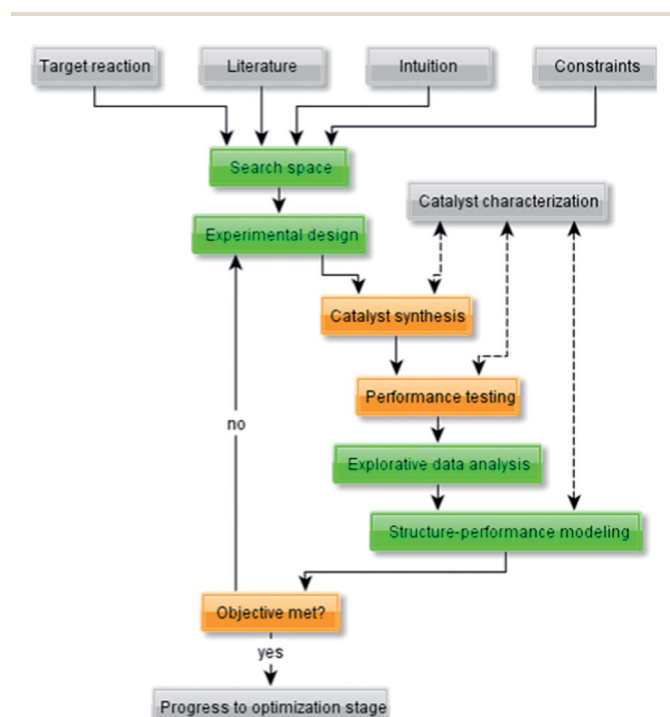 Target reaction
Literature
Intuition
Constraints
Search space
Catalyst characterization
Experimental design
Catalyst synthesis
Performance testing
no
Explorative data analysis
Structure-performance modeling
Objective met?
yes
Progress to optimization stage